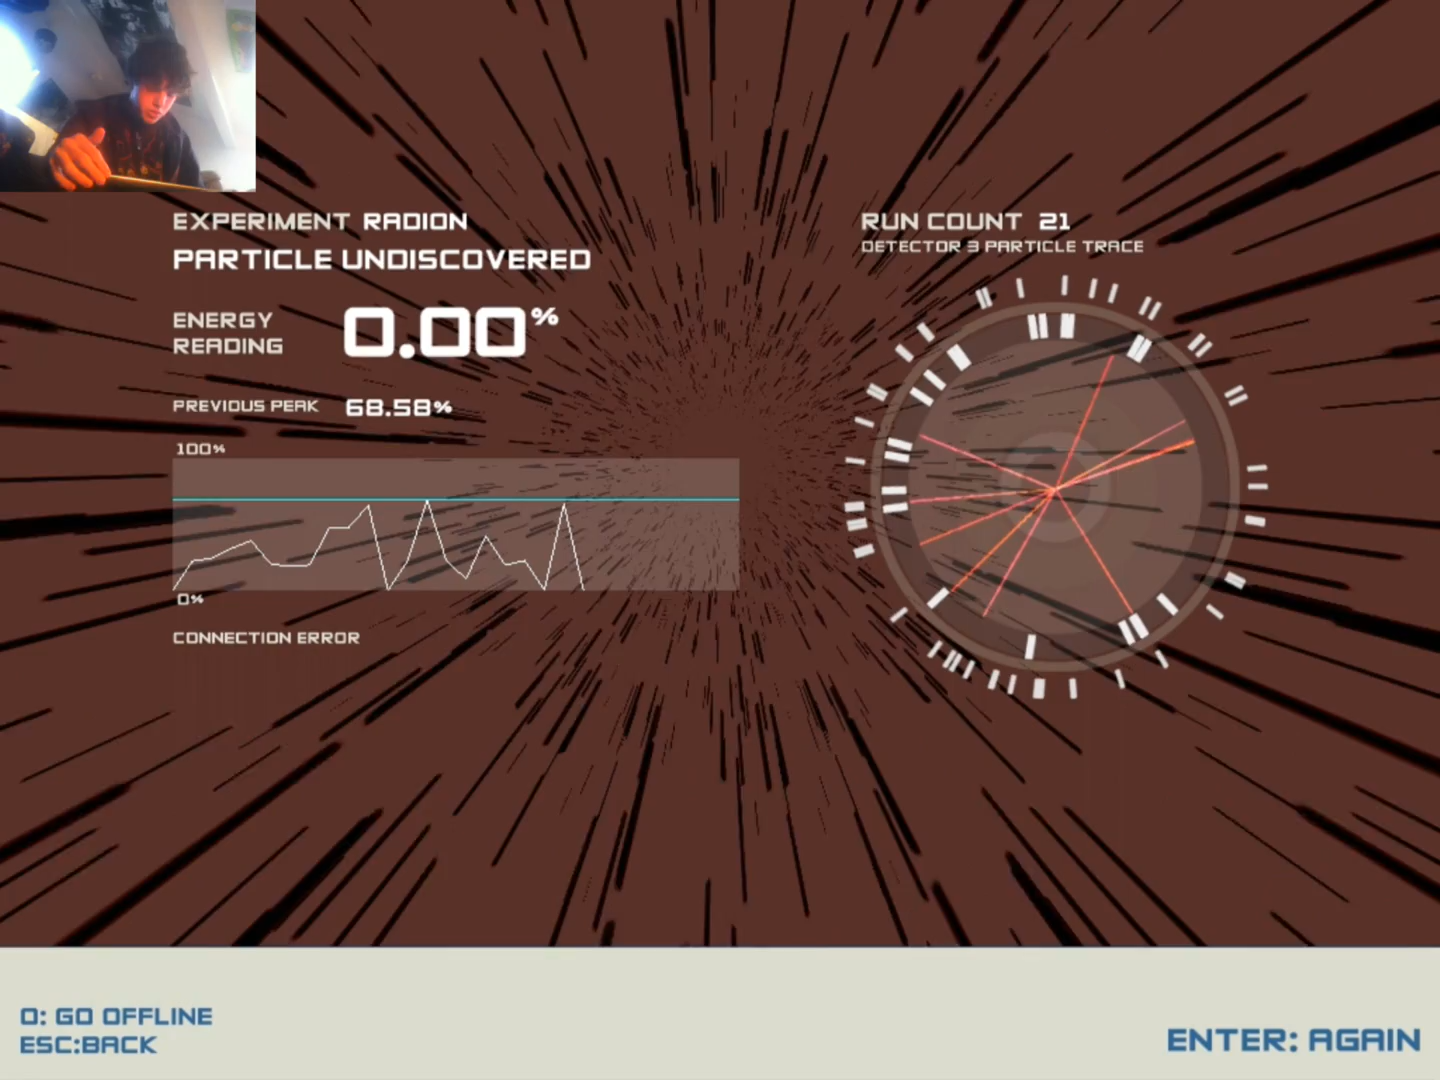 EXPERIMENT RADION
PARTICLE UNDISCOVERED
ENERGY READING 0.00%
PREVIOUS PEAK 68.58%
100%
0%
CONNECTION ERROR
RUN COUNT 21
DETECTOR 3 PARTICLE TRACE
O: GO OFFLINE
ESC:BACK
ENTER: AGAIN